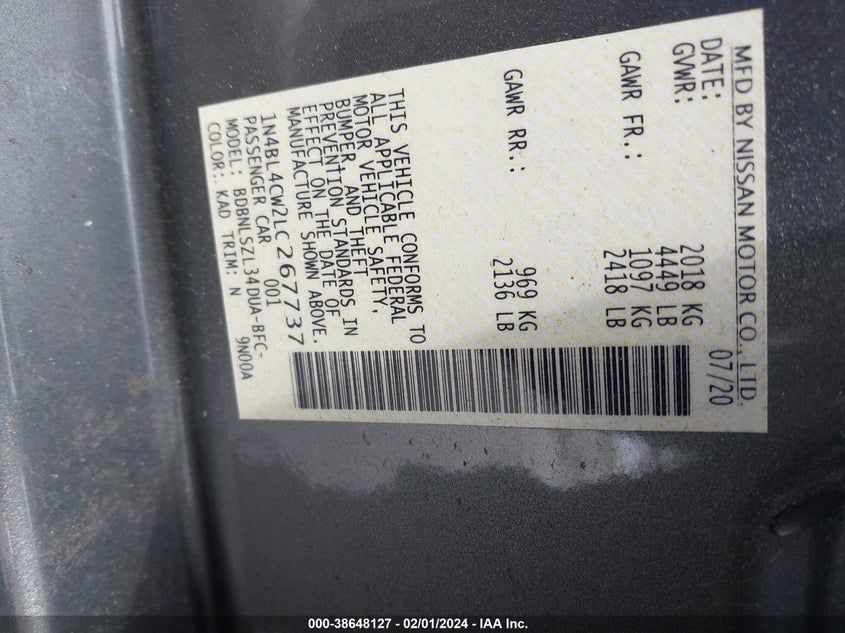 MFD BY NISSAN MOTOR CO., LTD.
DATE: 07/20
GVWR: 2018 KG
4449 LB
GAWR FR.: 1097 KG
2418 LB
GAWR RR.: 969 KG
2136 LB
THIS VEHICLE CONFORMS TO
ALL APPLICABLE FEDERAL
MOTOR VEHICLE SAFETY,
BUMPER, AND THEFT
PREVENTION STANDARDS IN
EFFECT ON THE DATE OF
MANUFACTURE SHOWN ABOVE.
1N4BL4CW2LC267737
PASSENGER CAR 001
MODEL: BDBNLSZL34DUA-BFC-
9N00A
COLOR: KAD TRIM: N
000-38648127 - 02/01/2024 - IAA Inc.